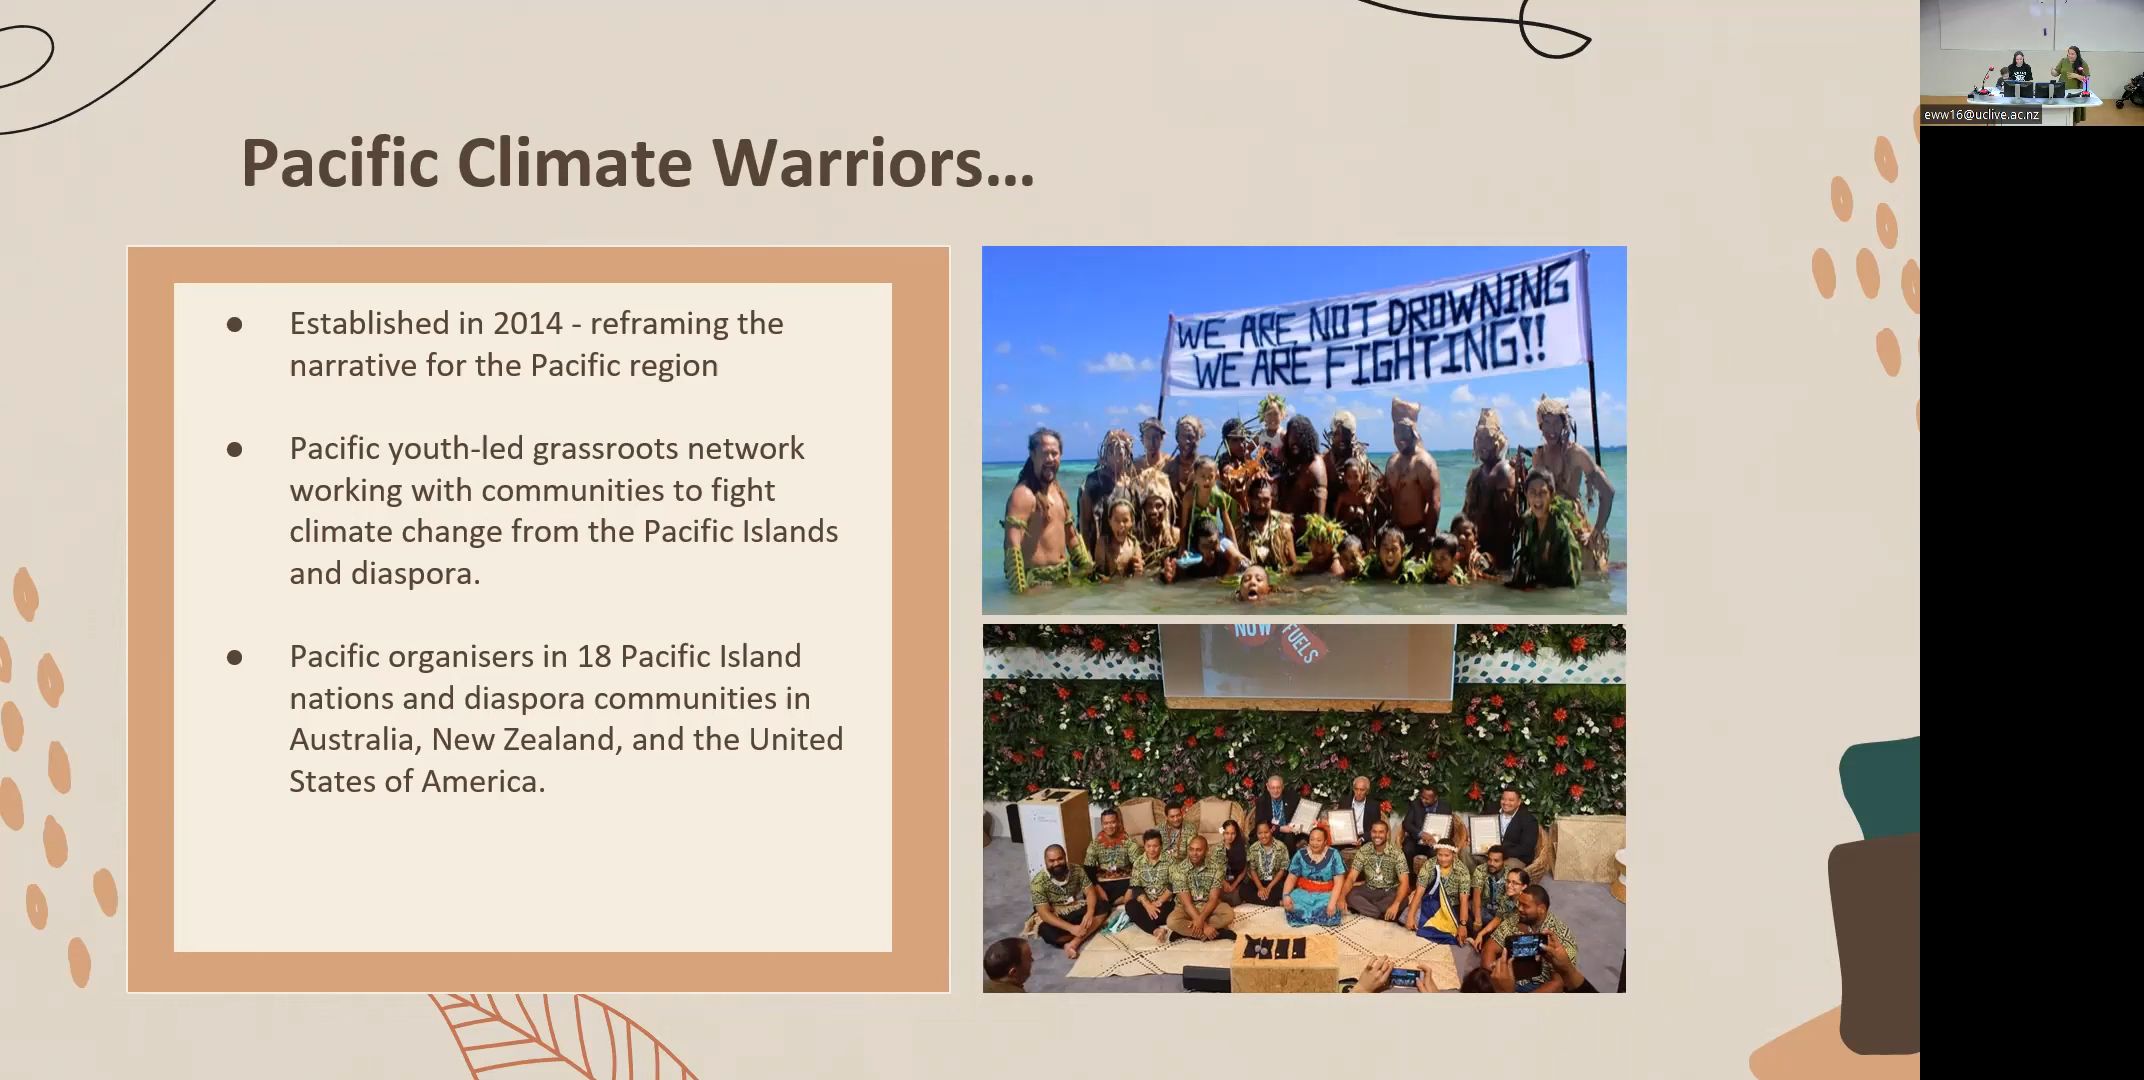 Pacific Climate Warriors...
● Established in 2014 - reframing the
narrative for the Pacific region
● Pacific youth-led grassroots network
working with communities to fight
climate change from the Pacific Islands
and diaspora.
● Pacific organisers in 18 Pacific Island
nations and diaspora communities in
Australia, New Zealand, and the United
States of America.
WE ARE NOT DROWNING
WE ARE FIGHTING!!
NOW FUELS
eww16@uclive.ac.nz